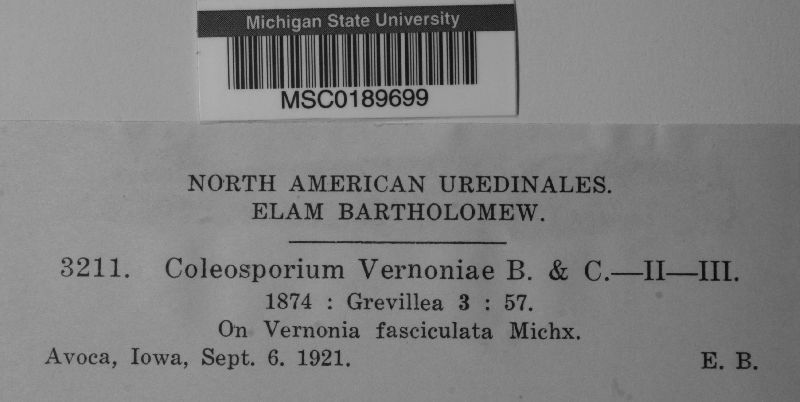 Michigan State University
MSC0189699
NORTH AMERICAN UREDINALES.
ELAM BARTHOLOMEW.
3211. Coleosporium Vernoniae B. & C.—II—III.
1874 : Grevillea 3 : 57.
On Vernonia fasciculata Michx.
Avoca, Iowa, Sept. 6. 1921. E. B.